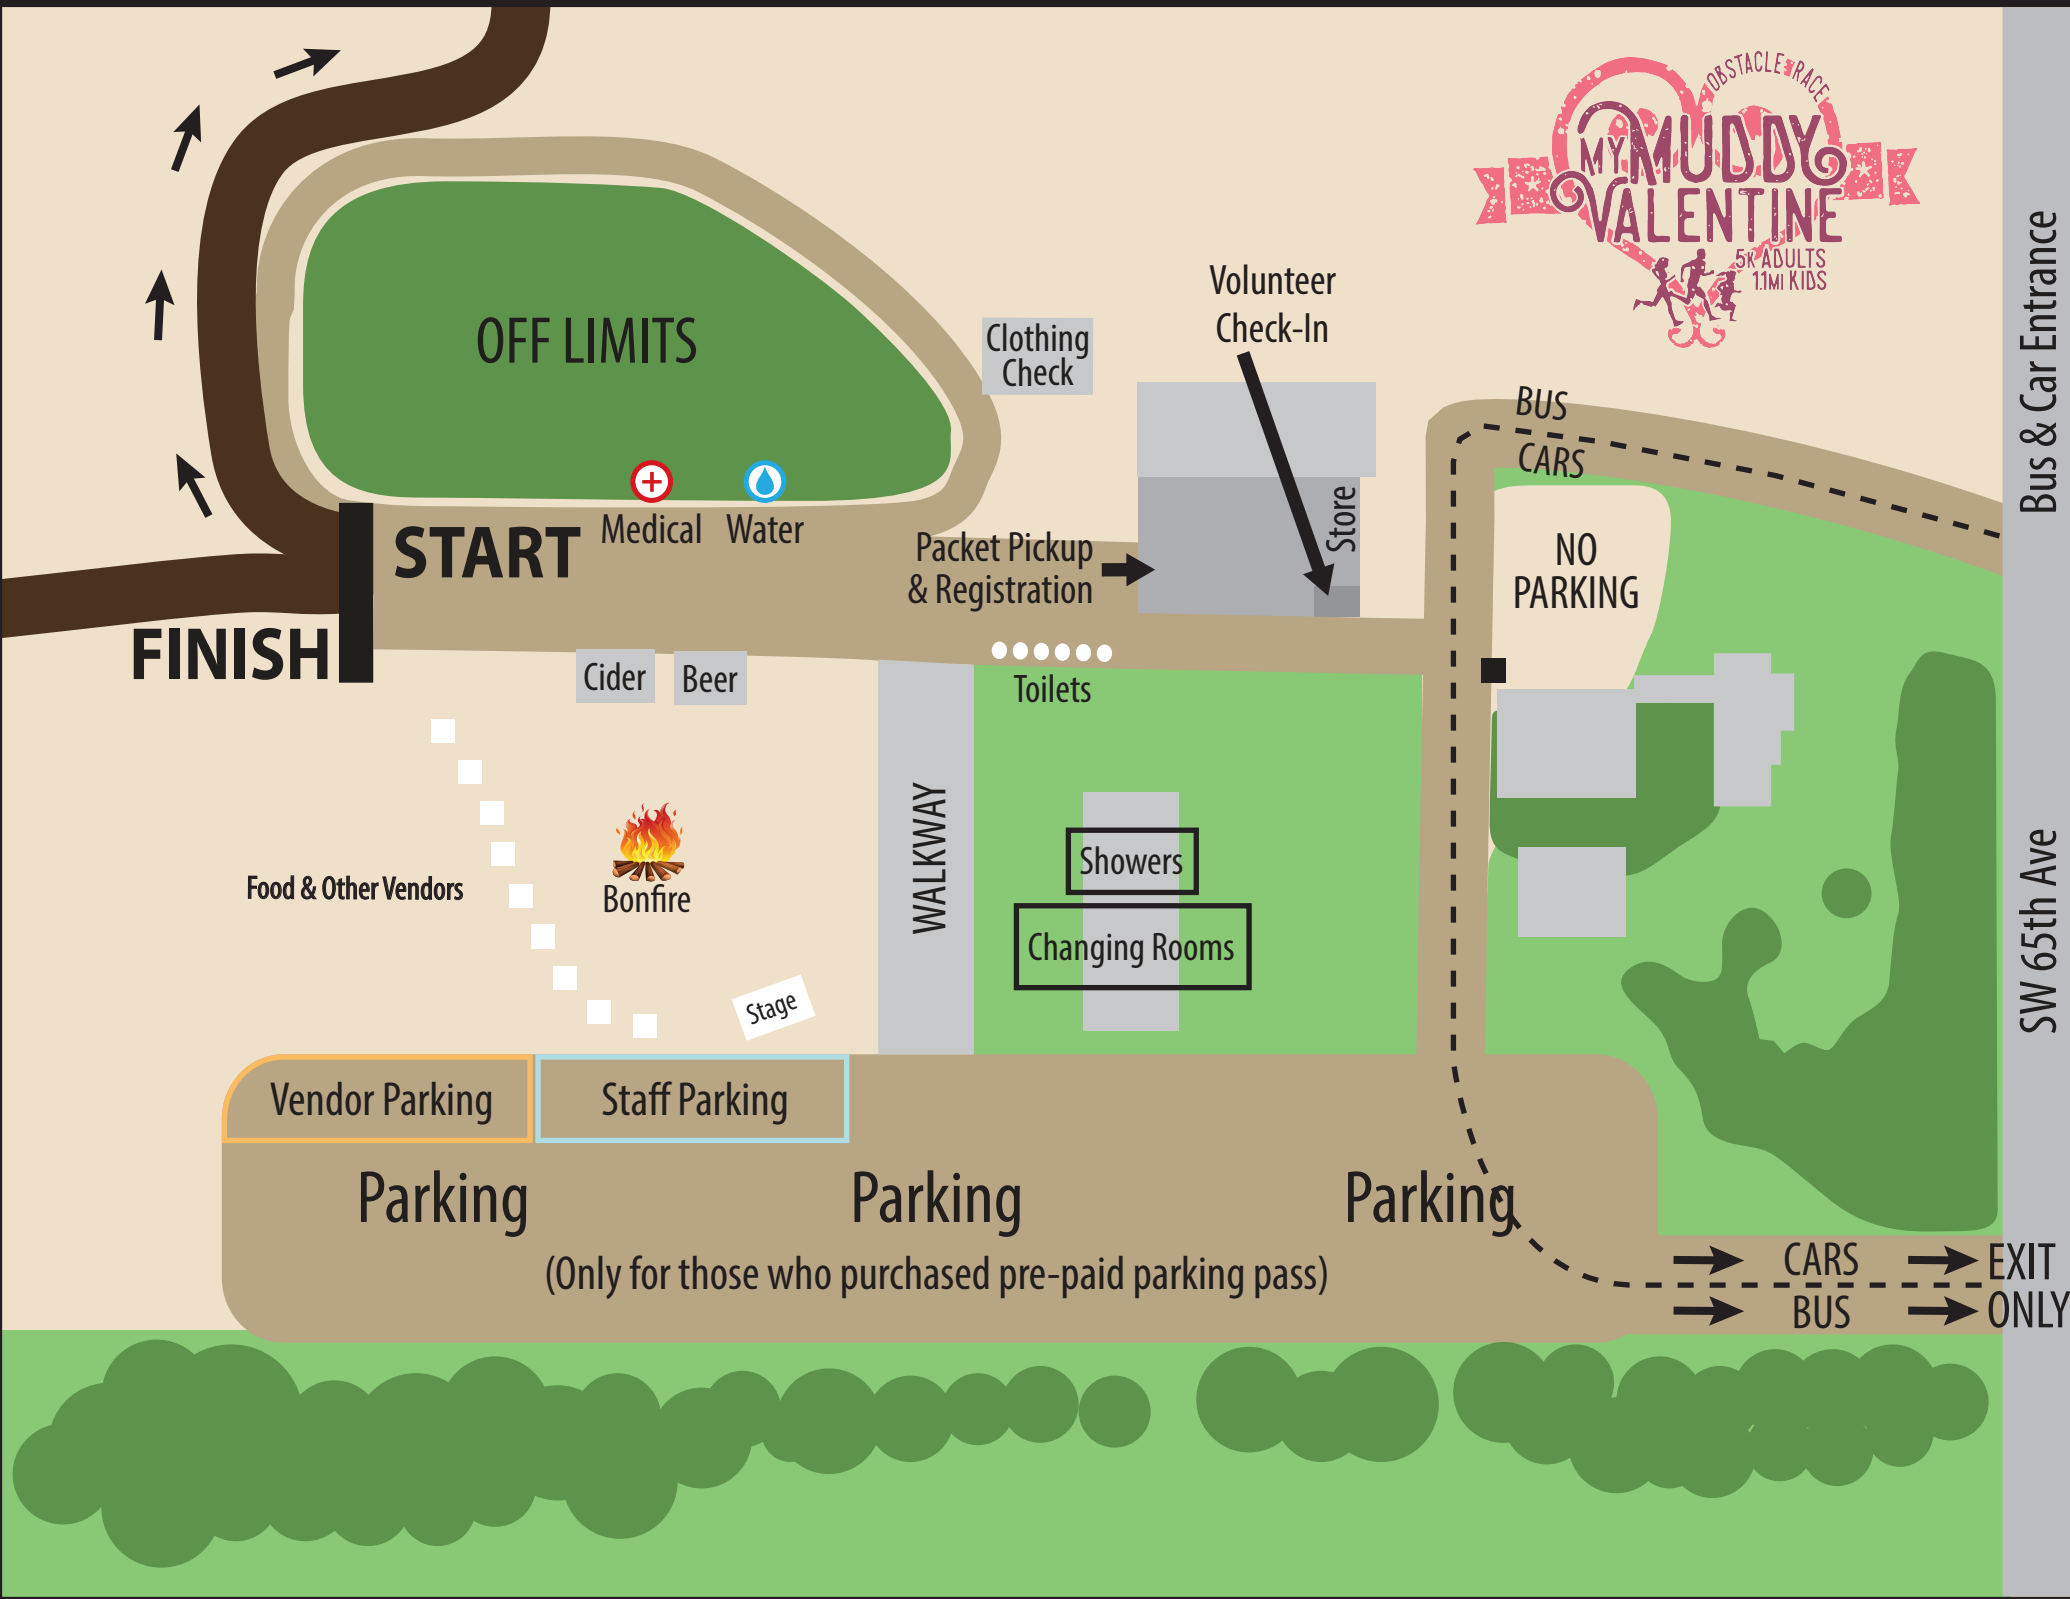 OBSTACLE RACE
MY MUDDY
VALENTINE
5K ADULTS
1.1MI KIDS
Volunteer
Check-In
Clothing
Check
OFF LIMITS
BUS
CARS
Bus & Car Entrance
Medical
Water
START
Packet Pickup
& Registration
Store
NO
PARKING
FINISH
Cider
Beer
Toilets
WALKWAY
Showers
Food & Other Vendors
Bonfire
Changing Rooms
SW 65th Ave
Stage
Vendor Parking
Staff Parking
Parking
Parking
Parking
(Only for those who purchased pre-paid parking pass)
CARS
BUS
EXIT
ONLY